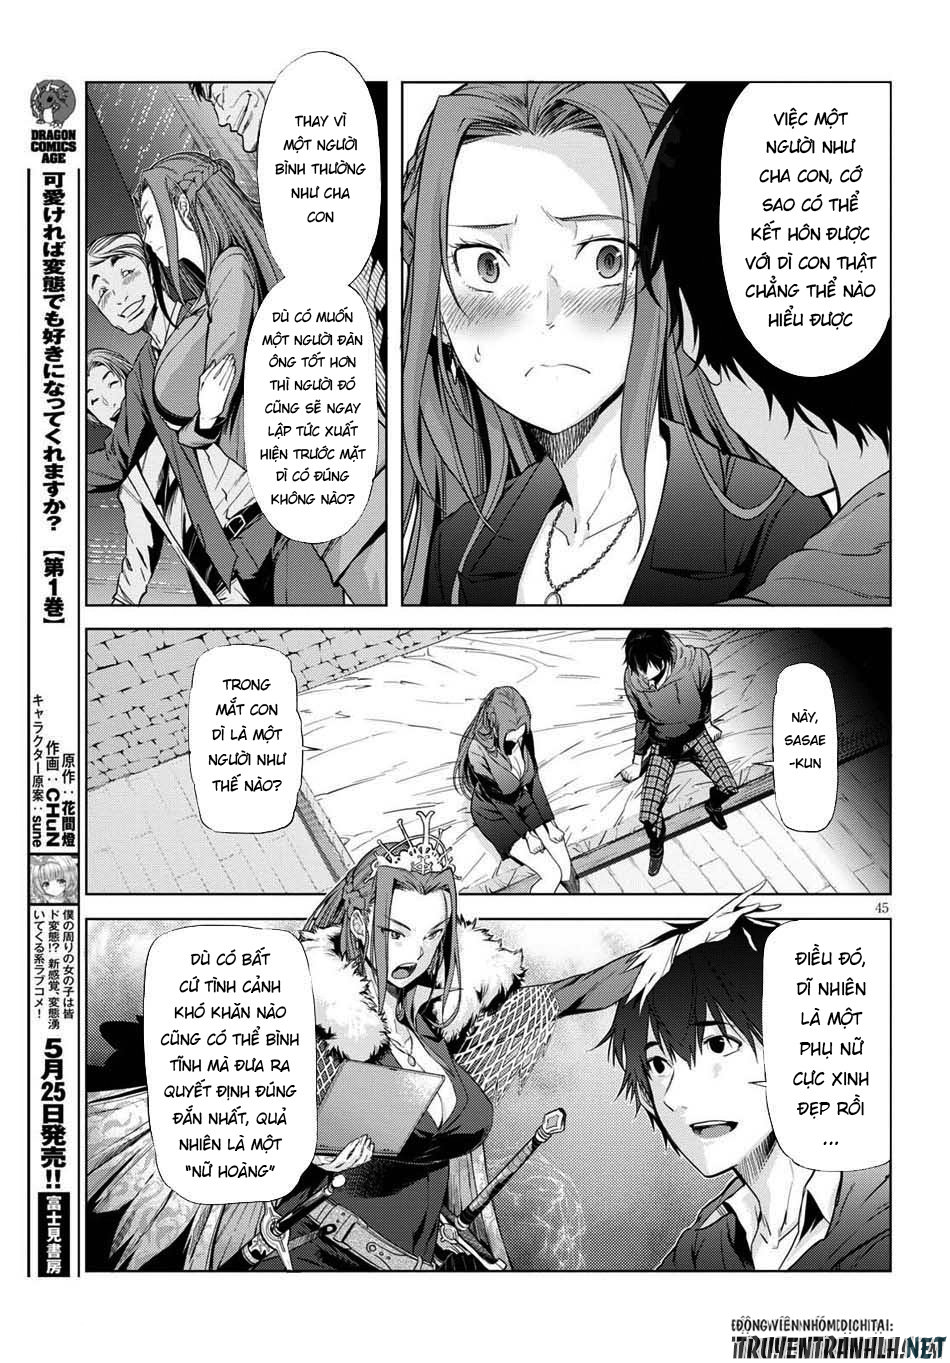 VIỆC MỘT
NGƯỜI NHƯ
CHA CON, CỚ
SAO CÓ THỂ
KẾT HÔN ĐƯỢC
VỚI DÌ CON THẬT
CHẲNG THỂ NÀO
HIỂU ĐƯỢC
THAY VÌ
MỘT NGƯỜI
BÌNH THƯỜNG
NHƯ CHA
CON
DÙ CÓ MUỐN
MỘT NGƯỜI ĐÀN
ÔNG TỐT HƠN
THÌ NGƯỜI ĐÓ
CŨNG SẼ NGAY
LẬP TỨC XUẤT
HIỆN TRƯỚC MẶT
DÌ CÓ ĐÚNG
KHÔNG NÀO?
NÀY,
SASAE
-KUN
TRONG
MẮT CON
DÌ LÀ MỘT
NGƯỜI NHƯ
THẾ NÀO?
45
ĐIỀU ĐÓ,
DĨ NHIÊN
LÀ MỘT
PHỤ NỮ
CỰC XINH
ĐẸP RỒI
...
DÙ CÓ BẤT
CỨ TÌNH CẢNH
KHÓ KHĂN NÀO
CŨNG CÓ THỂ BÌNH
TĨNH MÀ ĐƯA RA
QUYẾT ĐỊNH ĐÚNG
ĐẮN NHẤT, QUẢ
NHIÊN LÀ MỘT
"NỮ HOÀNG"
DRAGON
COMICS
AGE
可愛ければ変態でも好きになってくれますか？ 【第1巻】
原作：花間燈
作画：CHuN
キャラクター原案：sune
僕の周りの女の子は皆
ド変態!? 新感覚、変態湧
いてくる系ラブコメ！
5月25日発売!!
富士見書房
ĐỘNG VIÊN NHÓM DỊCH TẠI:
TRUYENTRANHLH.NET